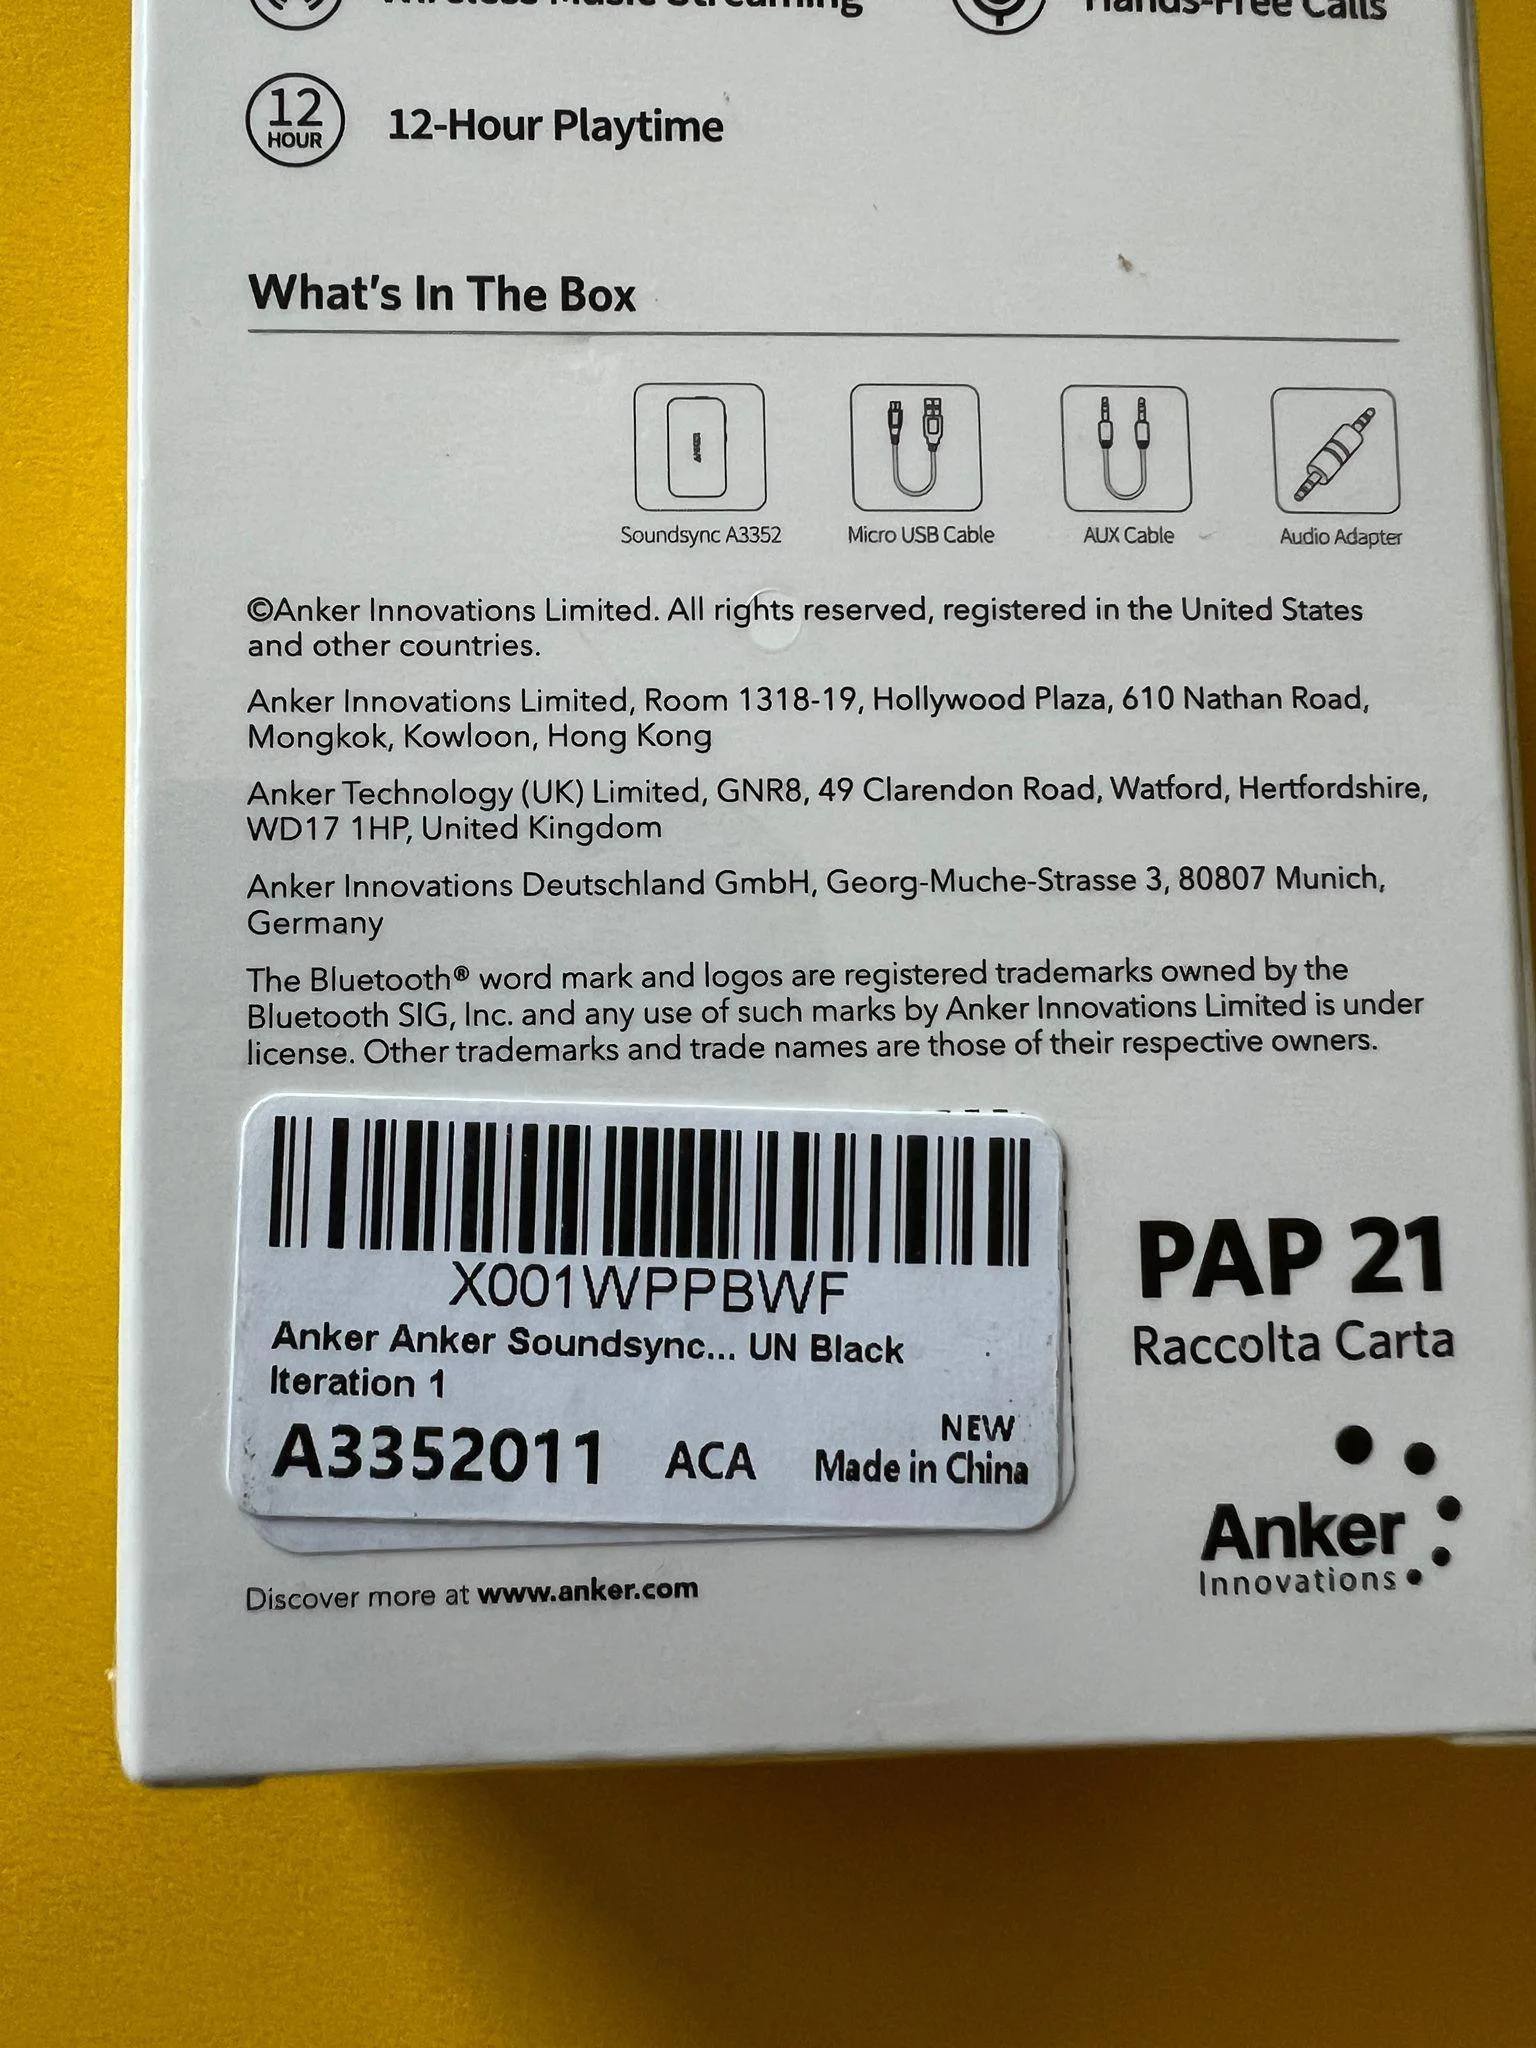 Wireless Music Streaming
Hands-Free Calls
12
HOUR
12-Hour Playtime
What's In The Box
ANKER
Soundsync A3352
Micro USB Cable
AUX Cable
Audio Adapter
©Anker Innovations Limited. All rights reserved, registered in the United States
and other countries.
Anker Innovations Limited, Room 1318-19, Hollywood Plaza, 610 Nathan Road,
Mongkok, Kowloon, Hong Kong
Anker Technology (UK) Limited, GNR8, 49 Clarendon Road, Watford, Hertfordshire,
WD17 1HP, United Kingdom
Anker Innovations Deutschland GmbH, Georg-Muche-Strasse 3, 80807 Munich,
Germany
The Bluetooth® word mark and logos are registered trademarks owned by the
Bluetooth SIG, Inc. and any use of such marks by Anker Innovations Limited is under
license. Other trademarks and trade names are those of their respective owners.
X001WPPBWF
Anker Anker Soundsync... UN Black
Iteration 1
NEW
A3352011 ACA Made in China
PAP 21
Raccolta Carta
Anker
Innovations
Discover more at www.anker.com